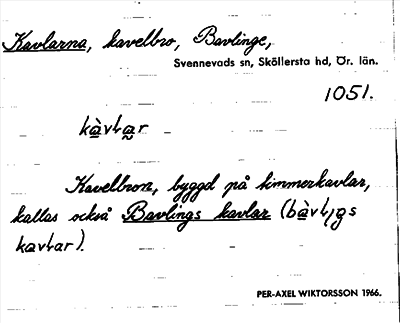 Kavlarna, kavelbro, Bavlinge,
Svennevads sn, Sköllersta hd, Ör. län.
1051.
kàvlar
Kavelbron, byggd på timmerkavlar,
kallas också Bavlings kavlar (bàvlıgs
kavlar).
PER-AXEL WIKTORSSON 1966.